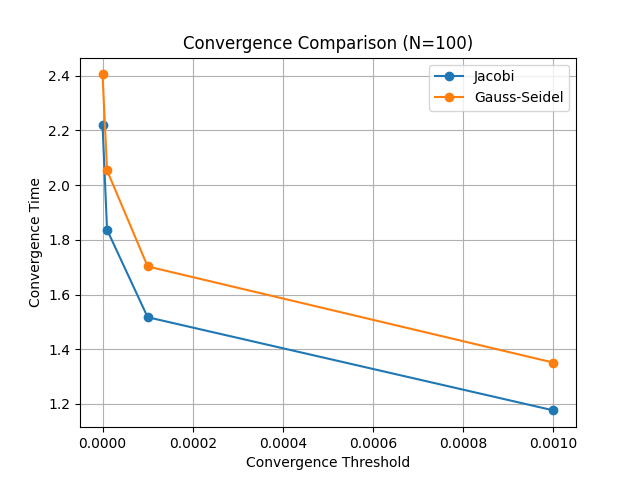 Convergence Comparison (N=100)
Jacobi
Gauss-Seidel
Convergence Time
2.4
2.2
2.0
1.8
1.6
1.4
1.2
0.0000 0.0002 0.0004 0.0006 0.0008 0.0010
Convergence Threshold